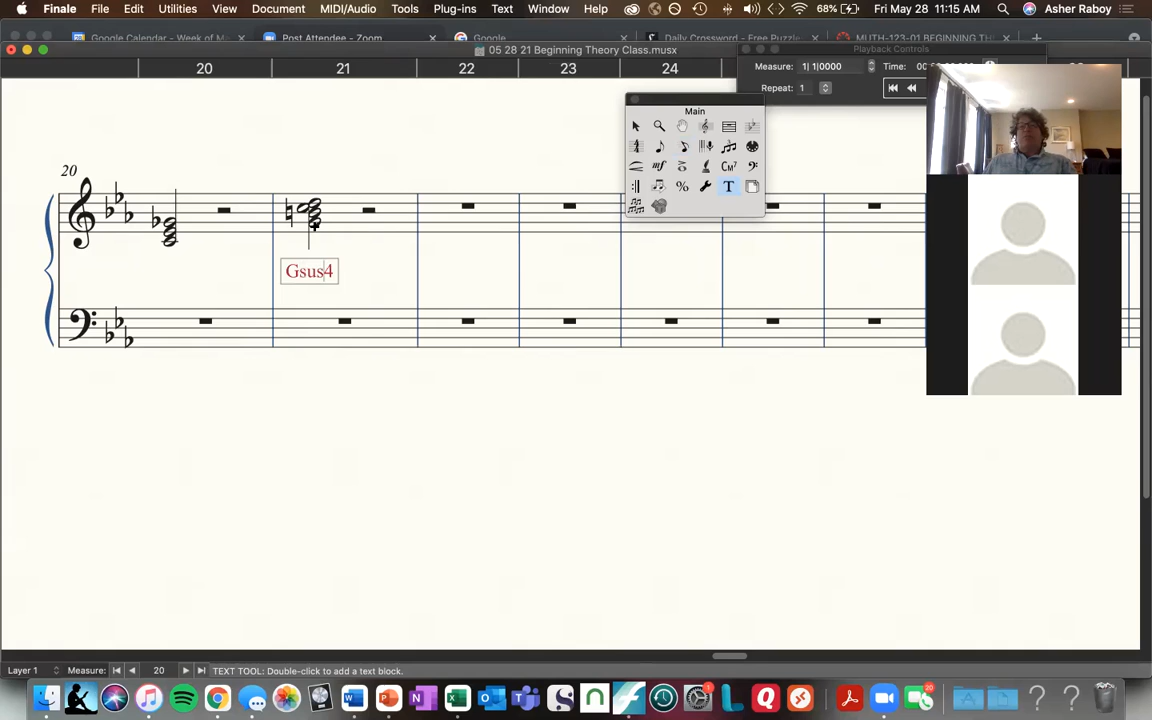 Finale File Edit Utilities View Document MIDI/Audio Tools Plug-ins Text Window Help 68% Fri May 28 11:15 AM Asher Raboy
Google Calendar - Week of M × Post Attendee - Zoom × Google × Daily Crossword - Free Puzzle × MUTH-123-01 BEGINNING TH × +
05 28 21 Beginning Theory Class.musx
Playback Controls
20 21 22 23 24
Measure: 1| 1|0000 Time:
Repeat: 1
Main
mf CM7
% T
20
Gsus4
Layer 1 Measure: 20 TEXT TOOL: Double-click to add a text block.